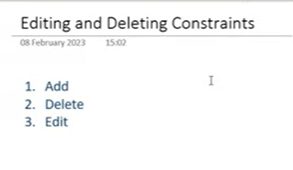 Editing and Deleting Constraints
08 February 2023 15:02
1. Add
2. Delete
3. Edit